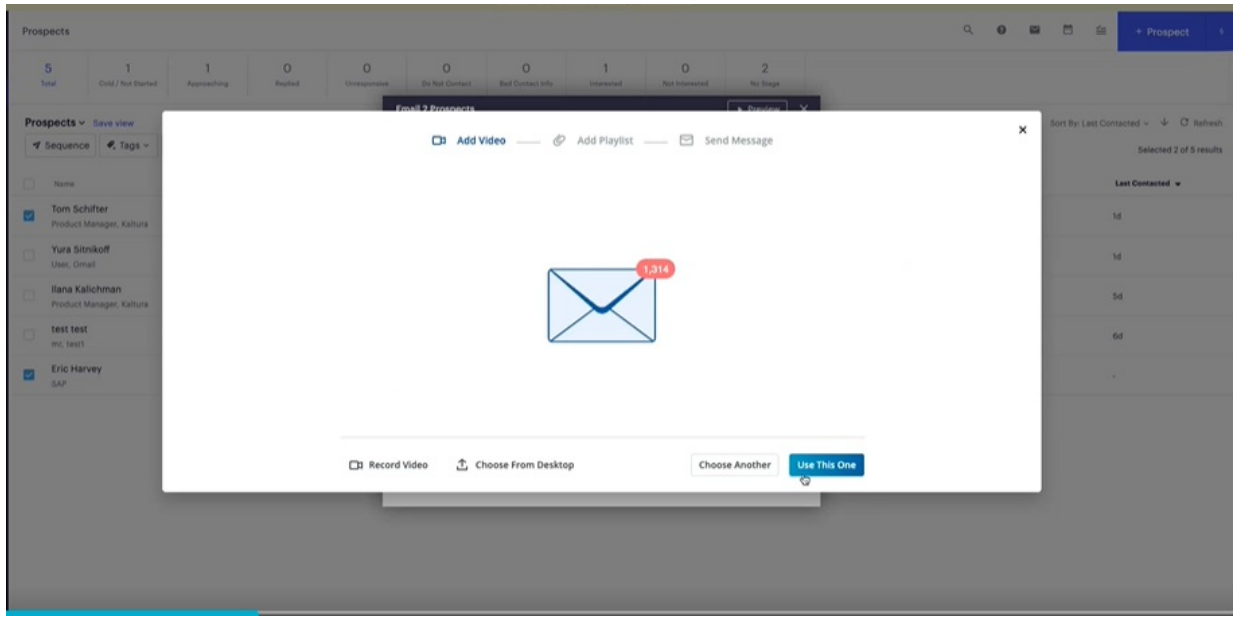 Prospects
+ Prospect
5 1 1 0 0 0 0 1 0 2
Total Cold / Not Started Approaching Replied Unresponsive Do Not Contact Bad Contact Info Interested Not Interested No Stage
Email 2 Prospects Preview
Prospects Save view
Sort By: Last Contacted Refresh
Add Video Add Playlist Send Message
Sequence Tags
Selected 2 of 5 results
Name
Last Contacted
Tom Schifter
Product Manager, Kaltura
1d
Yura Sitnikoff
User, Gmail
1d
1,314
Ilana Kalichman
Product Manager, Kaltura
5d
test test
mr, test1
6d
Eric Harvey
SAP
-
Record Video Choose From Desktop Choose Another Use This One